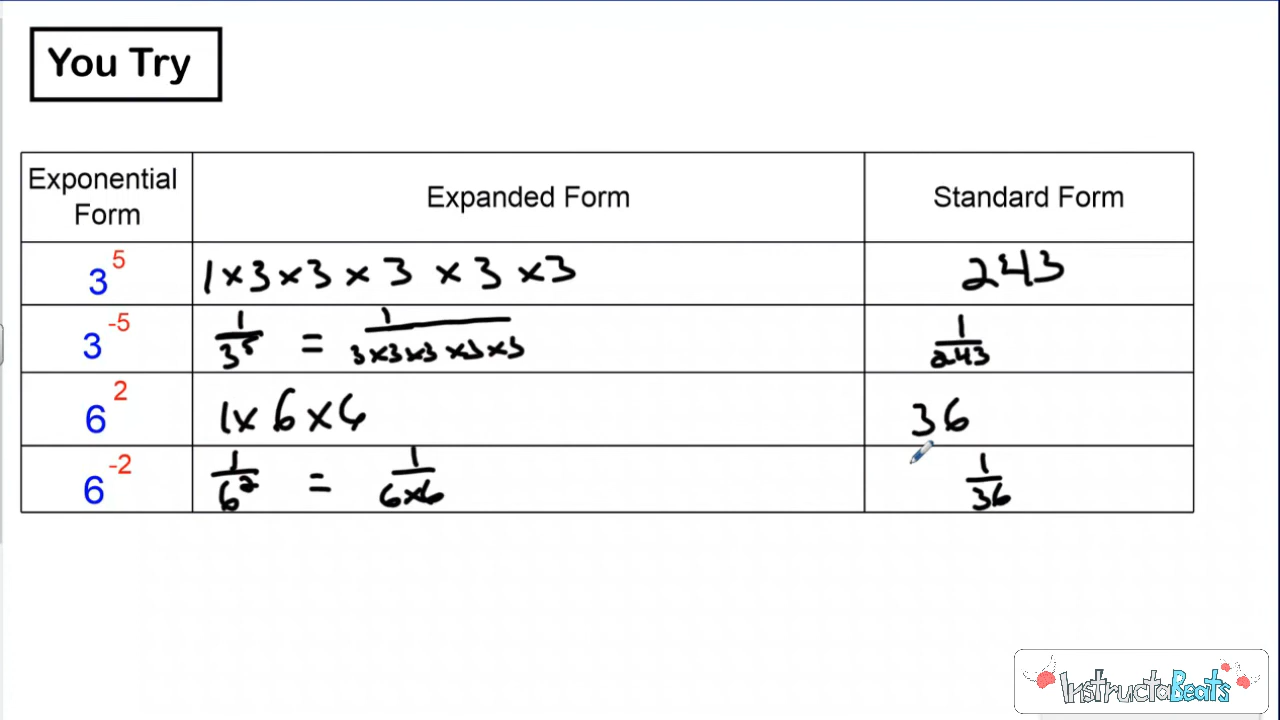 You Try
Exponential Form Expanded Form Standard Form
3^5 1 × 3 × 3 × 3 × 3 × 3 243
3^-5 1/3^5 = 1/(3×3×3×3×3) 1/243
6^2 1 × 6 × 6 36
6^-2 1/6^2 = 1/(6×6) 1/36
InstructaBeats